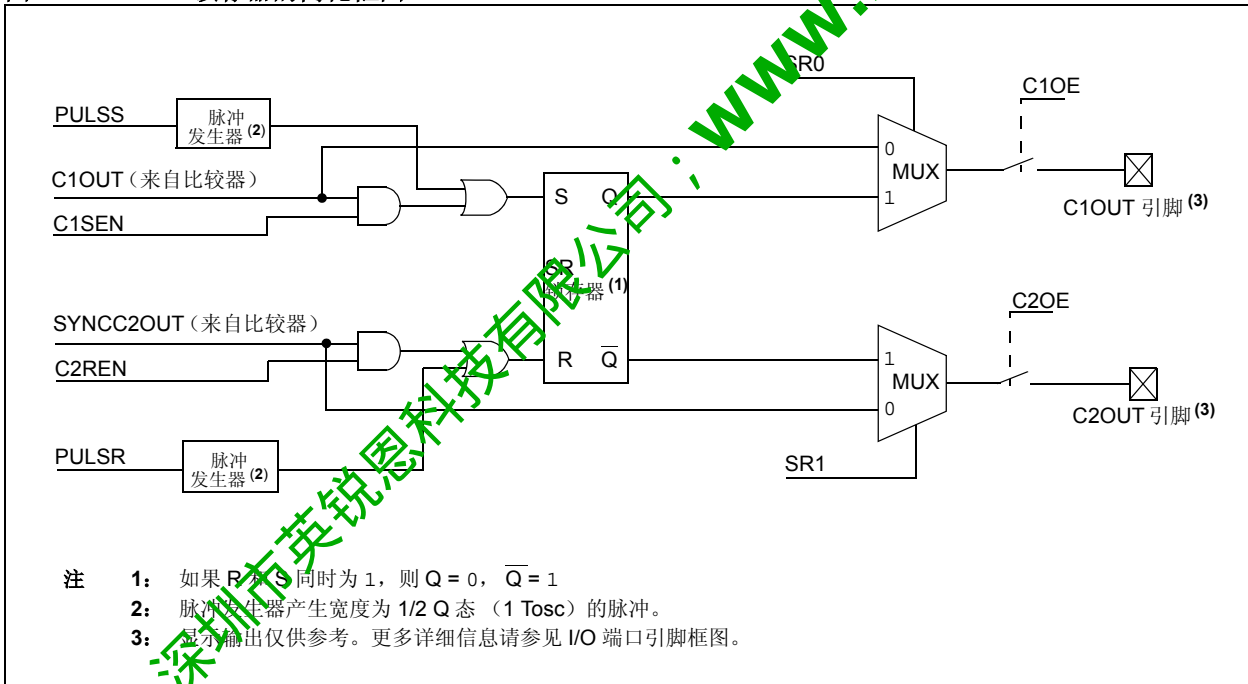 SR0
C1OE
PULSS
脉冲
发生器 (2)
0
MUX
1
C1OUT（来自比较器）
C1SEN
S Q
C1OUT 引脚 (3)
SR
锁存器 (1)
C2OE
SYNCC2OUT（来自比较器）
C2REN
R Q
1
MUX
0
C2OUT 引脚 (3)
PULSR
脉冲
发生器 (2)
SR1
注 1： 如果 R 和 S 同时为 1，则 Q = 0， Q = 1
2： 脉冲发生器产生宽度为 1/2 Q 态 （1 Tosc）的脉冲。
3： 显示输出仅供参考。更多详细信息请参见 I/O 端口引脚框图。
深圳市英锐恩科技有限公司；www.